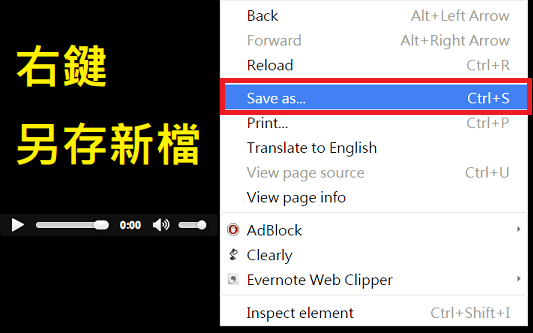 右鍵
另存新檔
0:00
Back Alt+Left Arrow
Forward Alt+Right Arrow
Reload Ctrl+R
Save as... Ctrl+S
Print... Ctrl+P
Translate to English
View page source Ctrl+U
View page info
AdBlock
Clearly
Evernote Web Clipper
Inspect element Ctrl+Shift+I